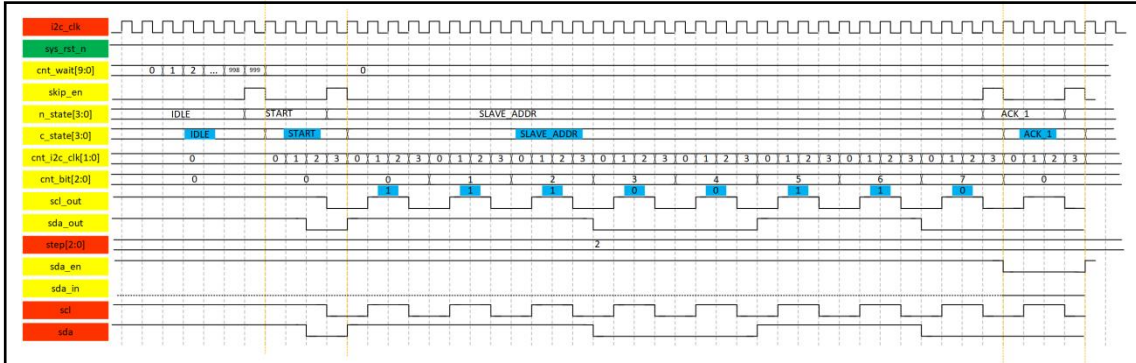 i2c_clk
sys_rst_n
cnt_wait[9:0] 0 1 2 ... 998 999 0
skip_en
n_state[3:0] IDLE START SLAVE_ADDR ACK_1
c_state[3:0] IDLE START SLAVE_ADDR ACK_1
cnt_i2c_clk[1:0] 0 0 1 2 3 0 1 2 3 0 1 2 3 0 1 2 3 0 1 2 3 0 1 2 3 0 1 2 3 0 1 2 3 0 1 2 3 0 1 2 3
cnt_bit[2:0] 0 0 0 1 2 3 4 5 6 7 0
1 1 1 0 0 1 1 0
scl_out
sda_out
step[2:0] 2
sda_en
sda_in
scl
sda